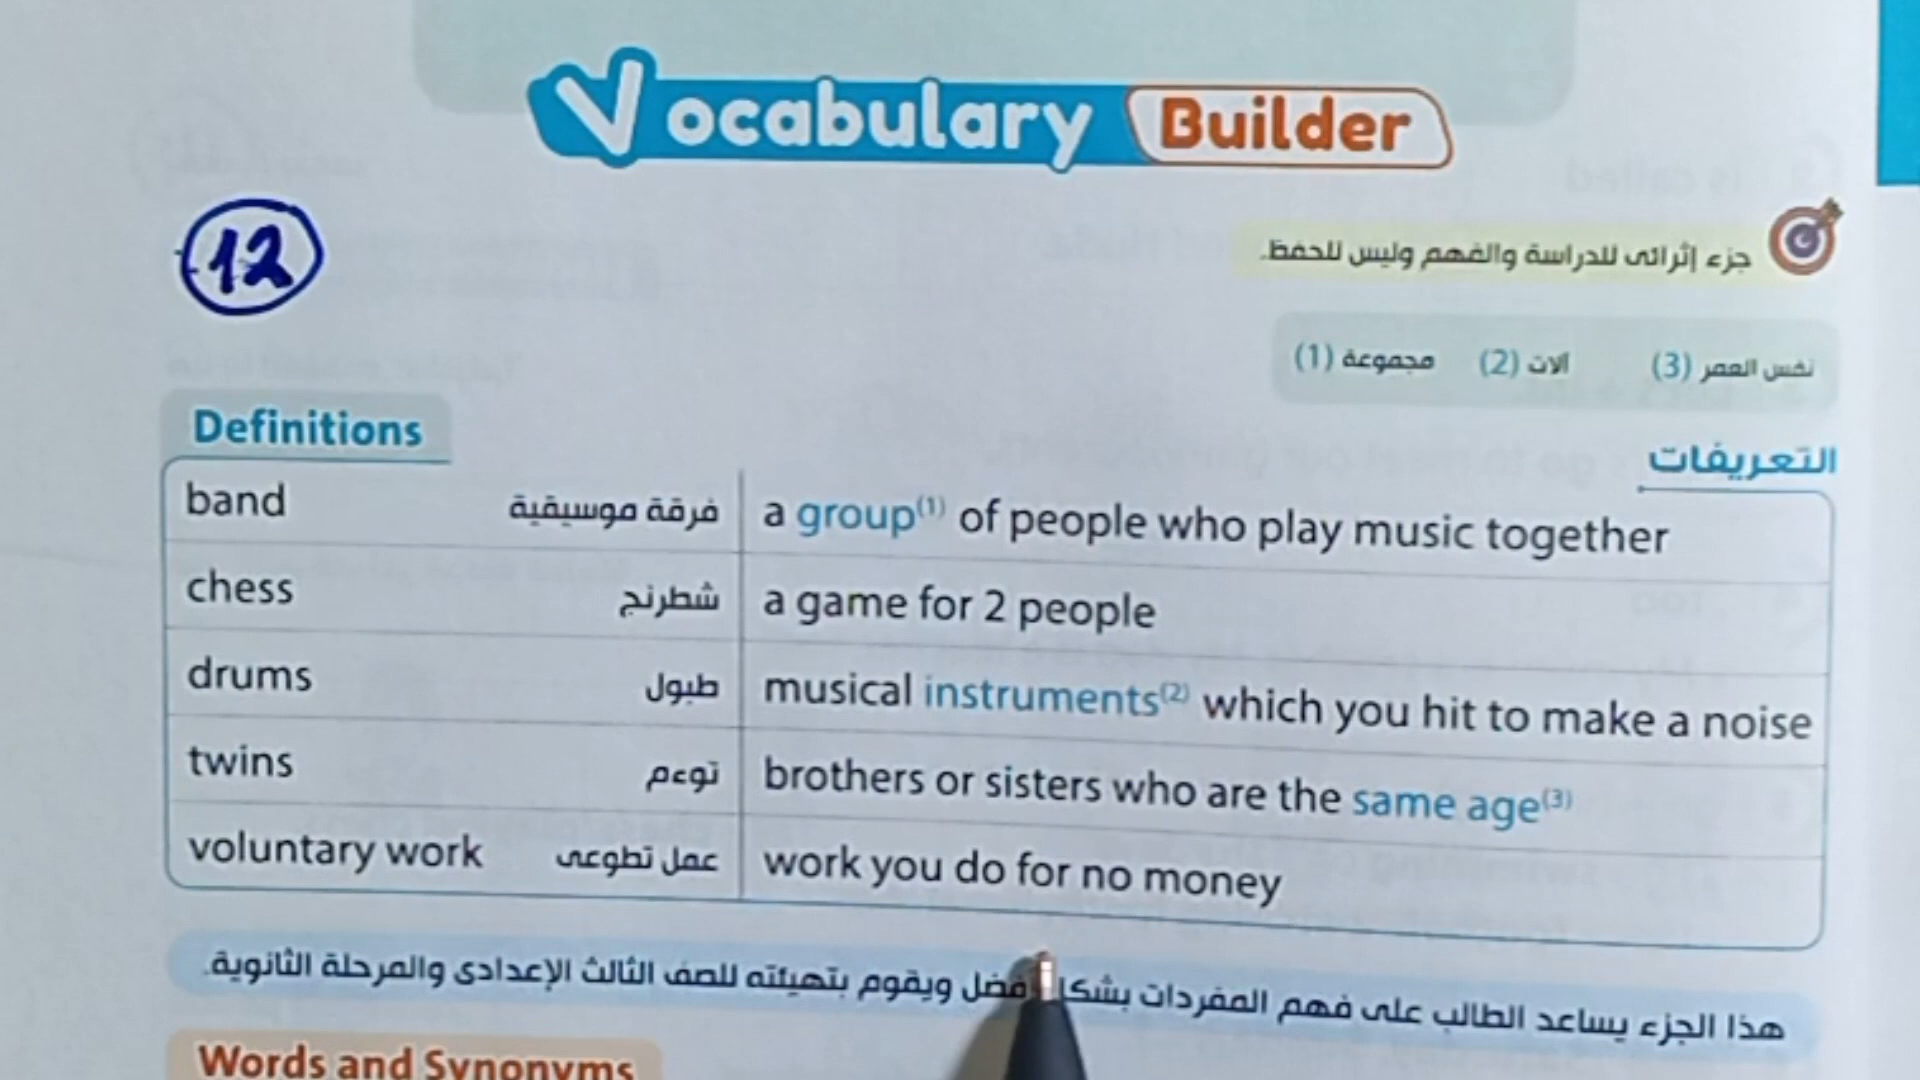 Vocabulary Builder
12
جزء إثرائى للدراسة والفهم وليس للحفظ.
(1) مجموعة (2) آلات (3) نفس العمر
Definitions التعريفات
band فرقة موسيقية a group(1) of people who play music together
chess شطرنج a game for 2 people
drums طبول musical instruments(2) which you hit to make a noise
twins توءم brothers or sisters who are the same age(3)
voluntary work عمل تطوعى work you do for no money
هذا الجزء يساعد الطالب على فهم المفردات بشكل أفضل ويقوم بتهيئته للصف الثالث الإعدادى والمرحلة الثانوية.
Words and Synonyms